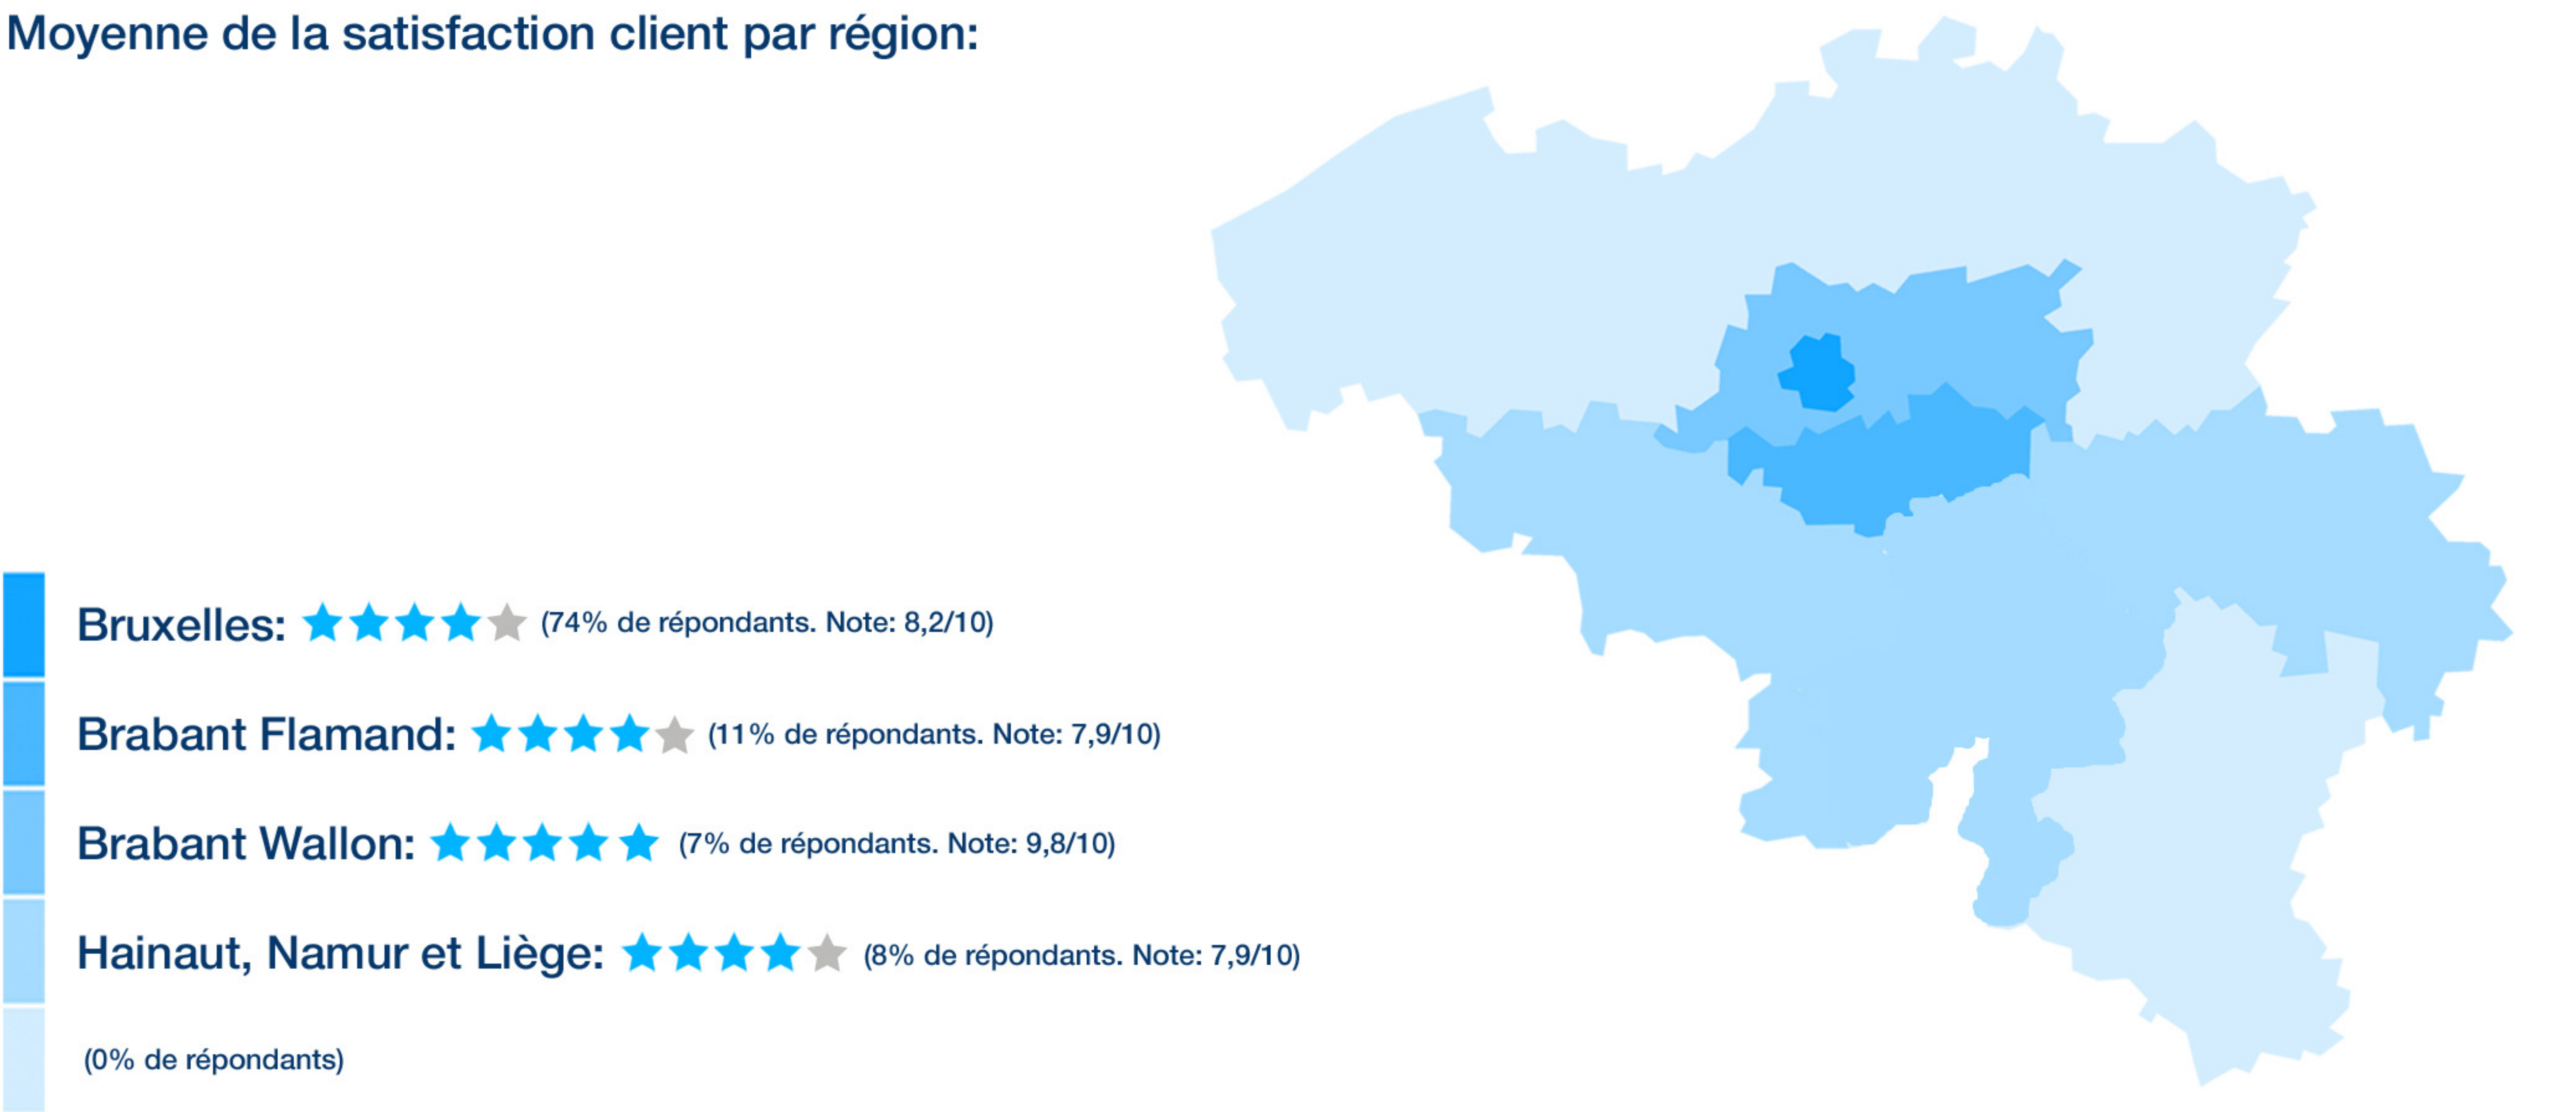 Moyenne de la satisfaction client par région:
Bruxelles: (74% de répondants. Note: 8,2/10)
Brabant Flamand: (11% de répondants. Note: 7,9/10)
Brabant Wallon: (7% de répondants. Note: 9,8/10)
Hainaut, Namur et Liège: (8% de répondants. Note: 7,9/10)
(0% de répondants)